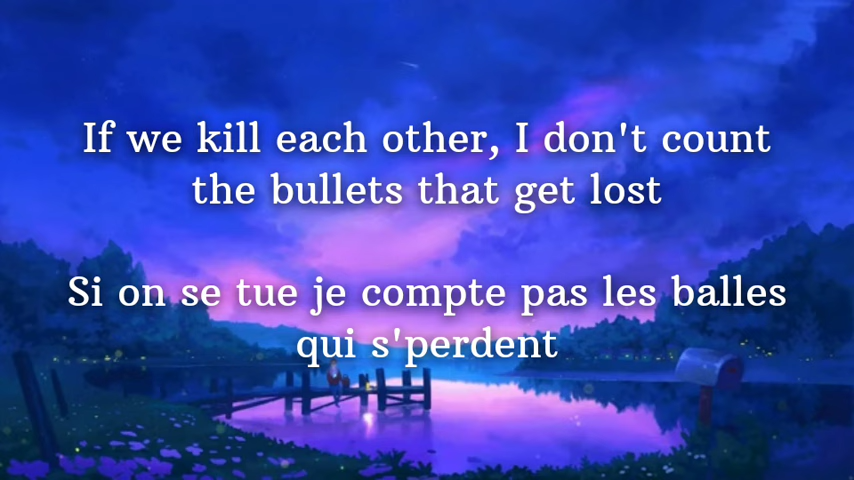 If we kill each other, I don't count
the bullets that get lost
Si on se tue je compte pas les balles
qui s'perdent